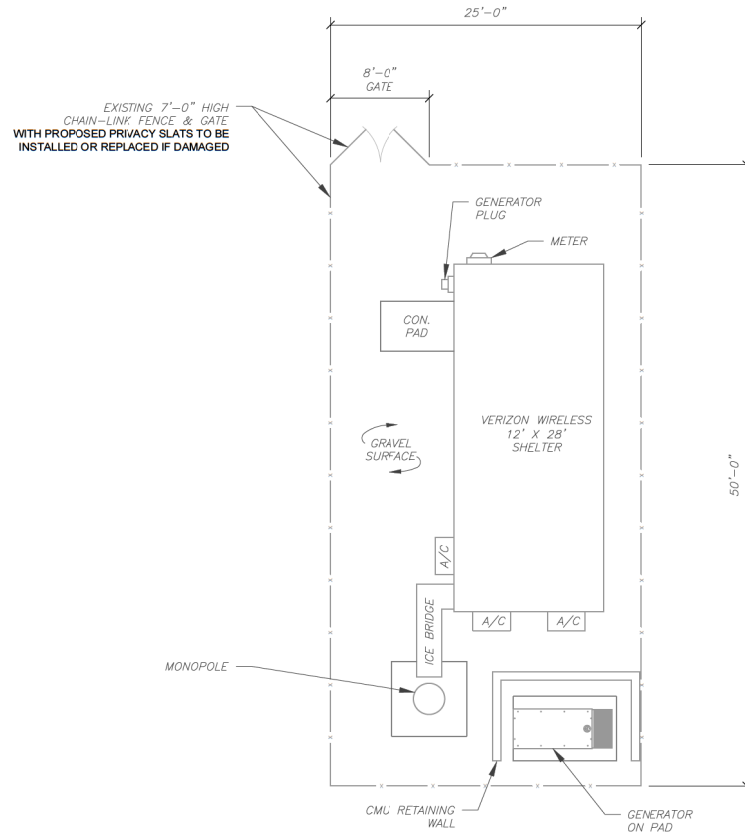 25'-0"
8'-0"
GATE
EXISTING 7'-0" HIGH
CHAIN-LINK FENCE & GATE
WITH PROPOSED PRIVACY SLATS TO BE
INSTALLED OR REPLACED IF DAMAGED
GENERATOR
PLUG
METER
CON.
PAD
VERIZON WIRELESS
12' X 28'
SHELTER
GRAVEL
SURFACE
50'-0"
A/C
ICE BRIDGE
A/C
A/C
MONOPOLE
CMU RETAINING
WALL
GENERATOR
ON PAD